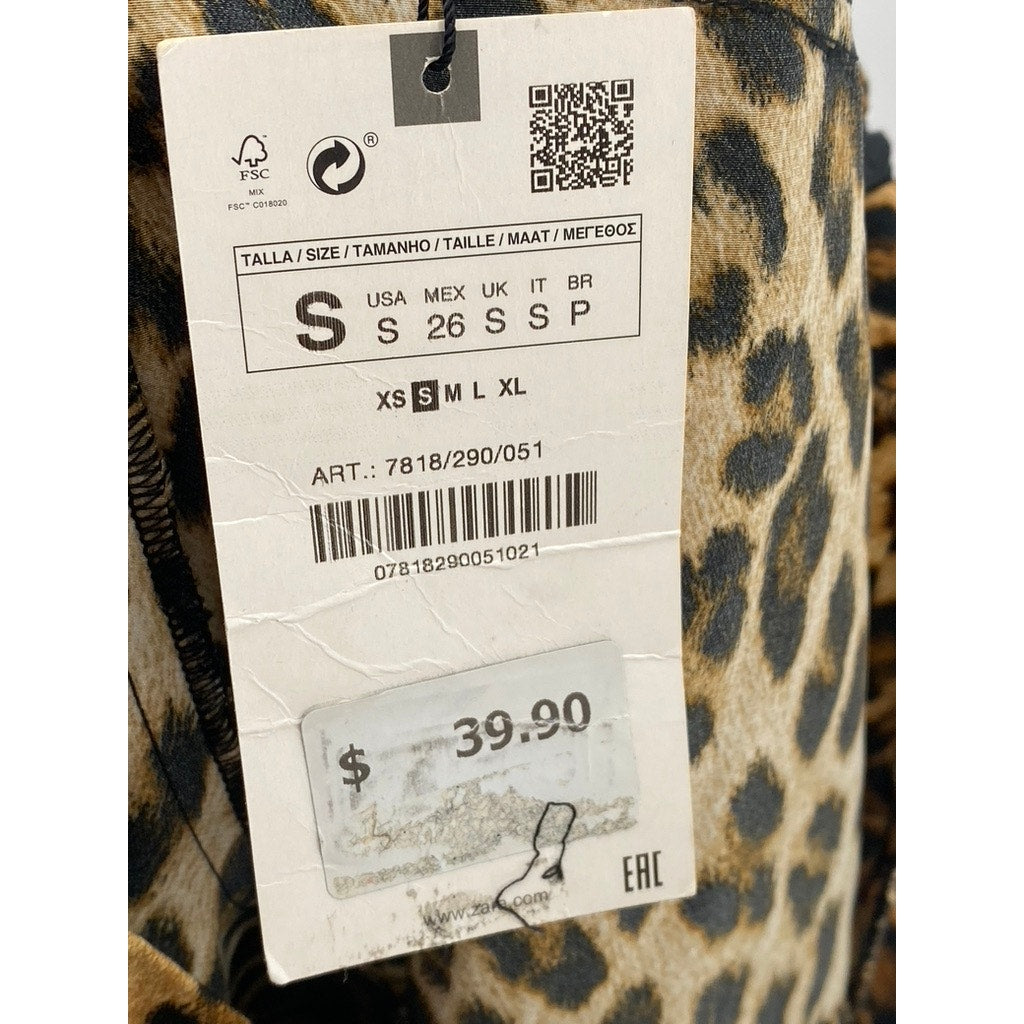 FSC™
MIX
FSC™ C018020
®
TALLA / SIZE / TAMANHO / TAILLE / MAAT / ΜΕΓΕΘΟΣ
S
USA MEX UK IT BR
S 26 S S P
XS S M L XL
ART.: 7818/290/051
07818290051021
$ 39.90
EAC
www.zara.com